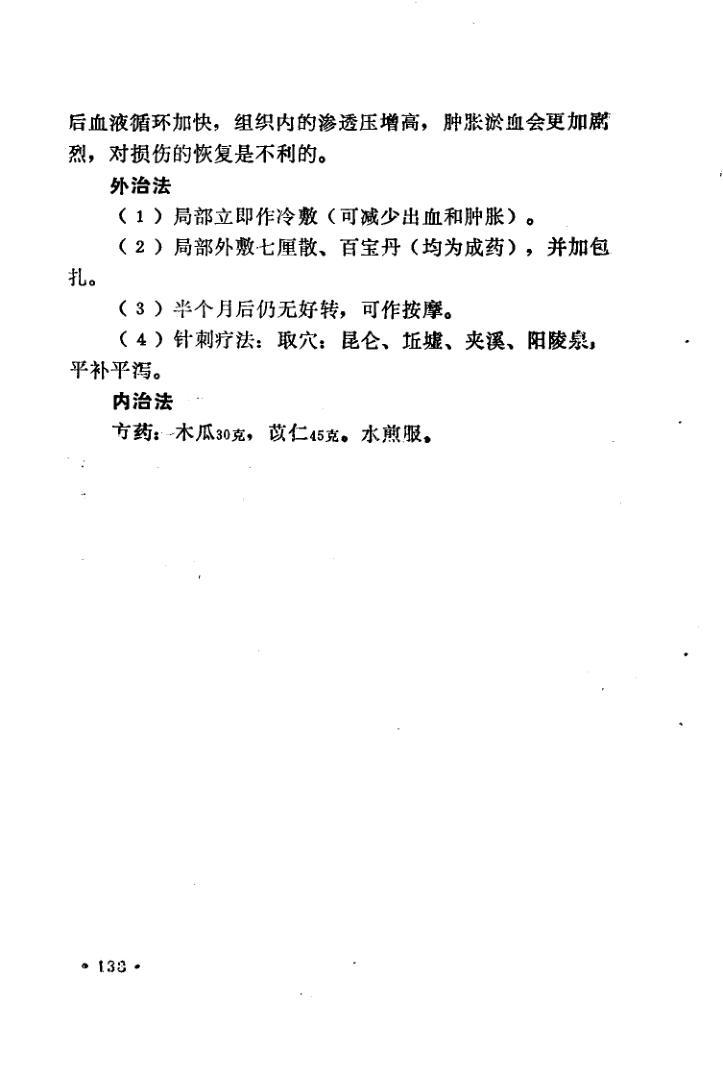 后血液循环加快，组织内的渗透压增高，肿胀淤血会更加剧
烈，对损伤的恢复是不利的。
外治法
（1）局部立即作冷敷（可减少出血和肿胀）。
（2）局部外敷七厘散、百宝丹（均为成药），并加包
扎。
（3）半个月后仍无好转，可作按摩。
（4）针刺疗法：取穴：昆仑、坵墟、夹溪、阳陵泉，
平补平泻。
内治法
方药：木瓜30克，苡仁45克。水煎服。